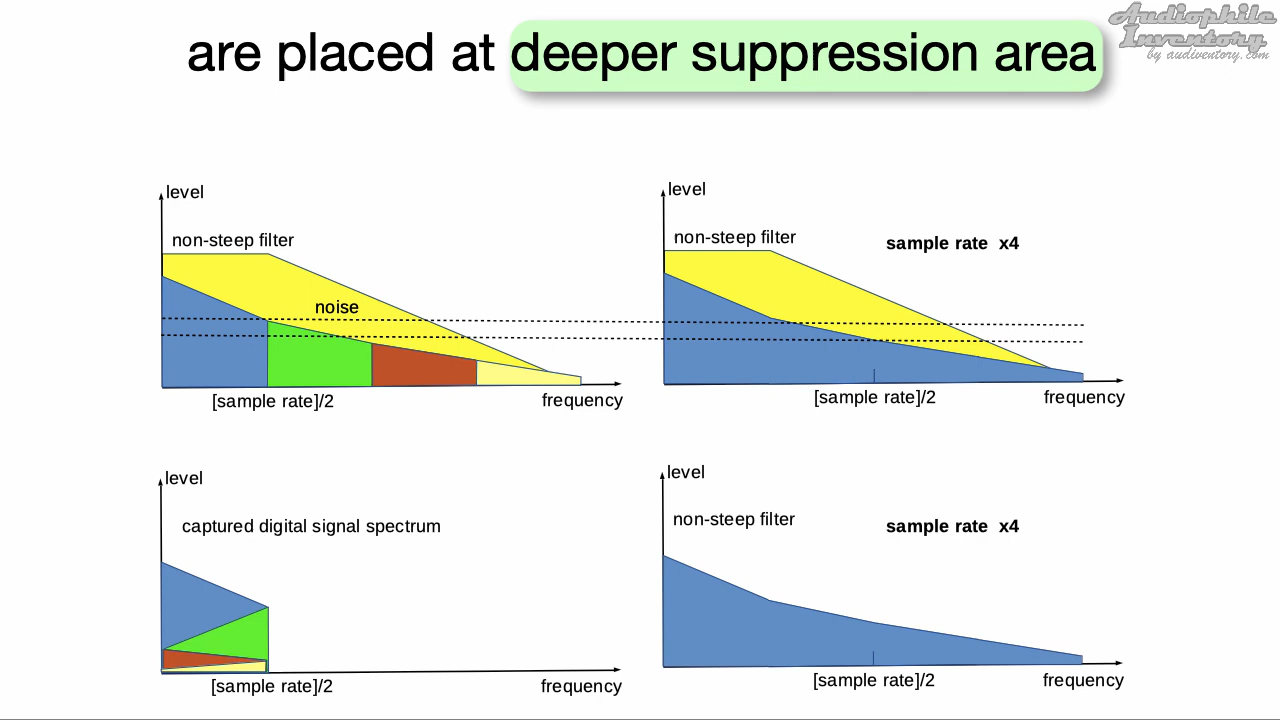 are placed at deeper suppression area
Audiophile
Inventory
by audiventory.com
level
non-steep filter
noise
[sample rate]/2
frequency
level
non-steep filter
sample rate x4
[sample rate]/2
frequency
level
captured digital signal spectrum
[sample rate]/2
frequency
level
non-steep filter
sample rate x4
[sample rate]/2
frequency